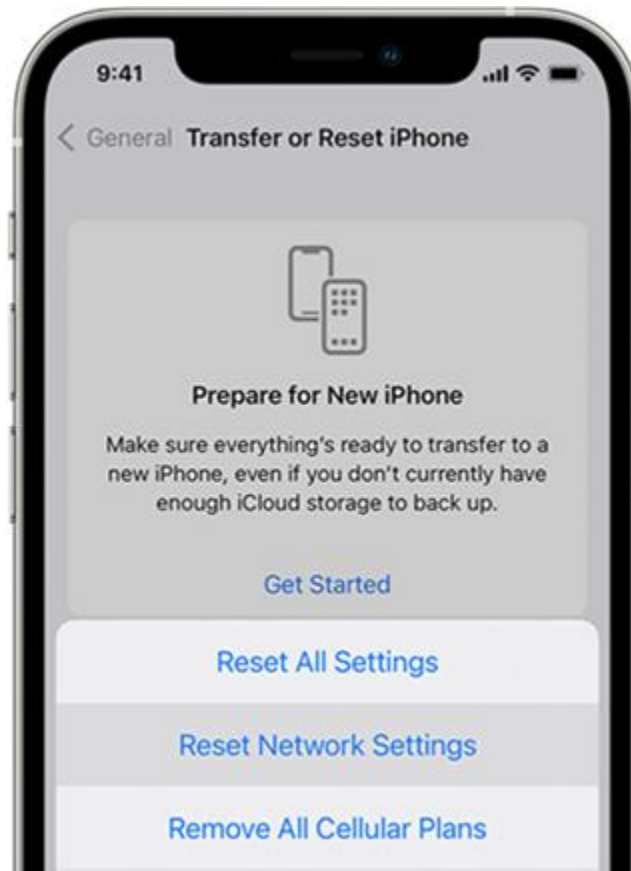 9:41
General Transfer or Reset iPhone
Prepare for New iPhone
Make sure everything's ready to transfer to a
new iPhone, even if you don't currently have
enough iCloud storage to back up.
Get Started
Reset All Settings
Reset Network Settings
Remove All Cellular Plans